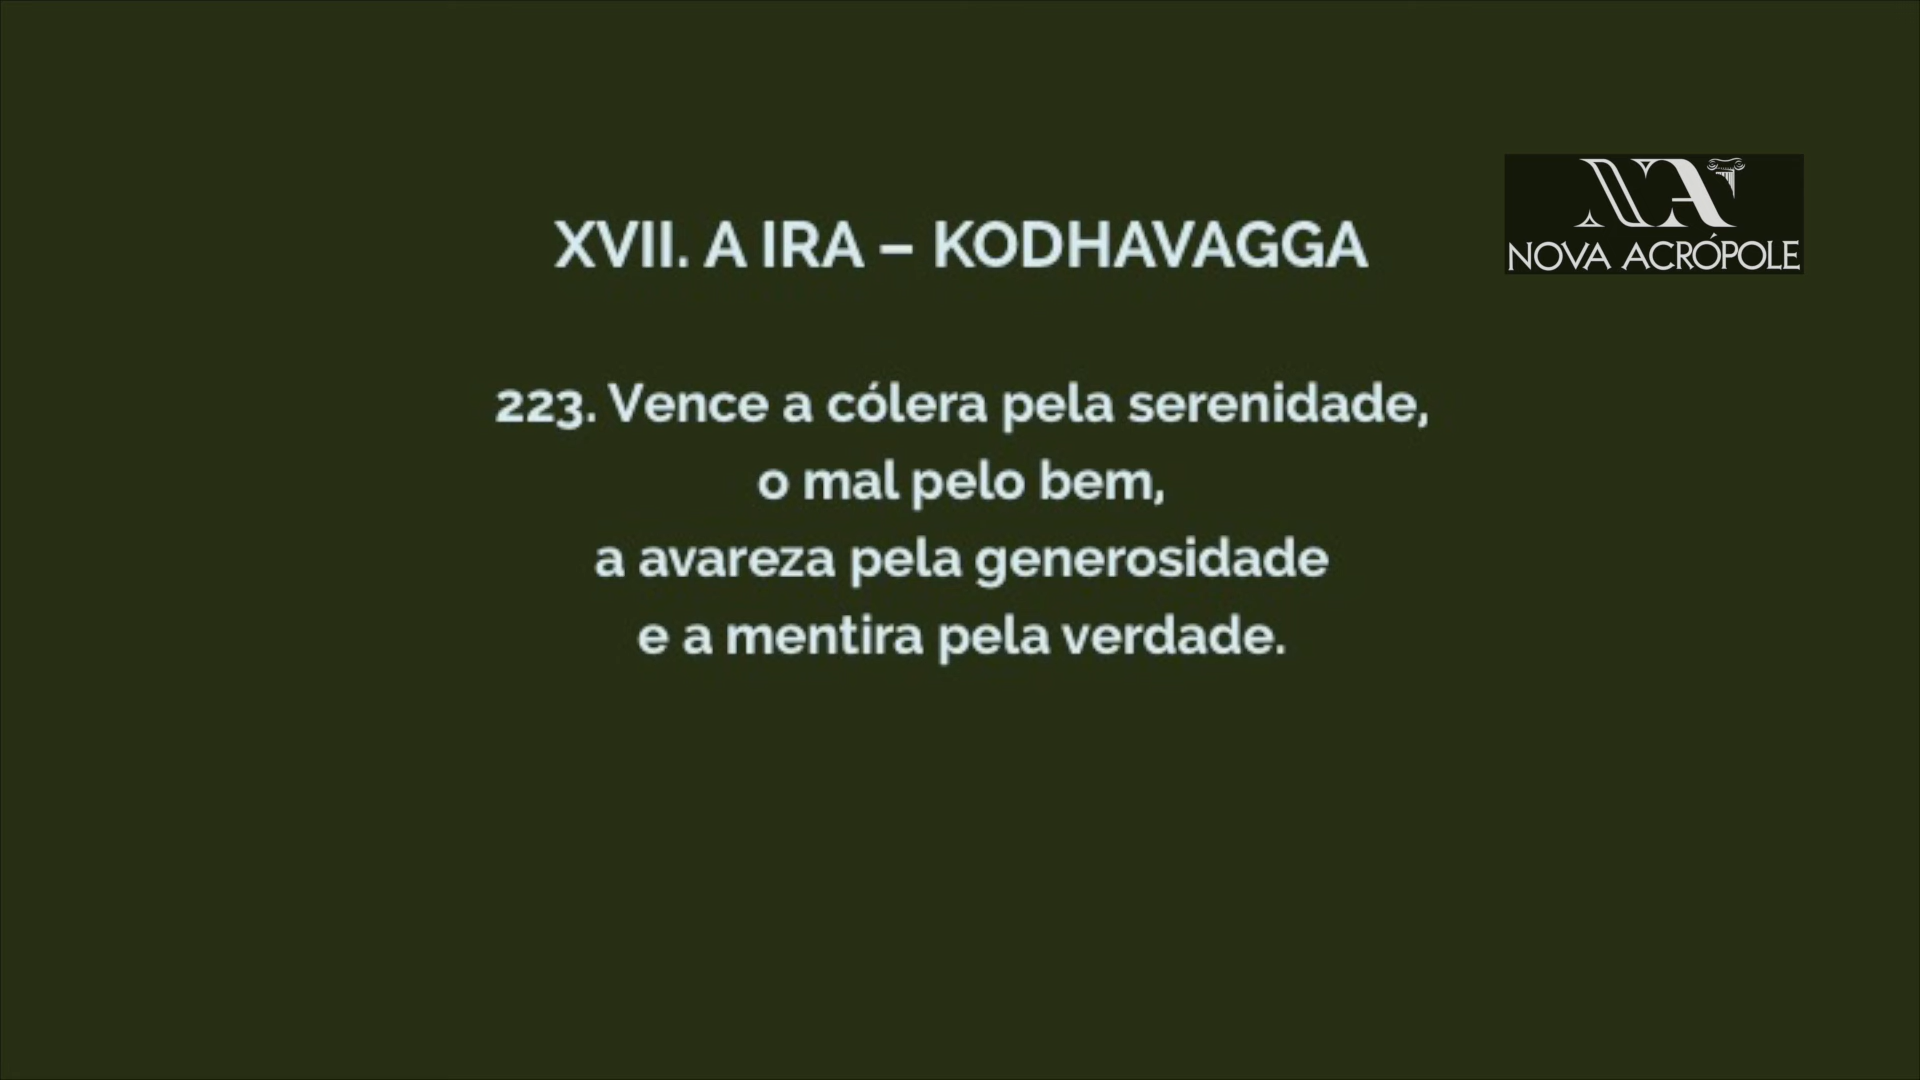 XVII. A IRA – KODHAVAGGA
NA
NOVA ACRÓPOLE
223. Vence a cólera pela serenidade,
o mal pelo bem,
a avareza pela generosidade
e a mentira pela verdade.